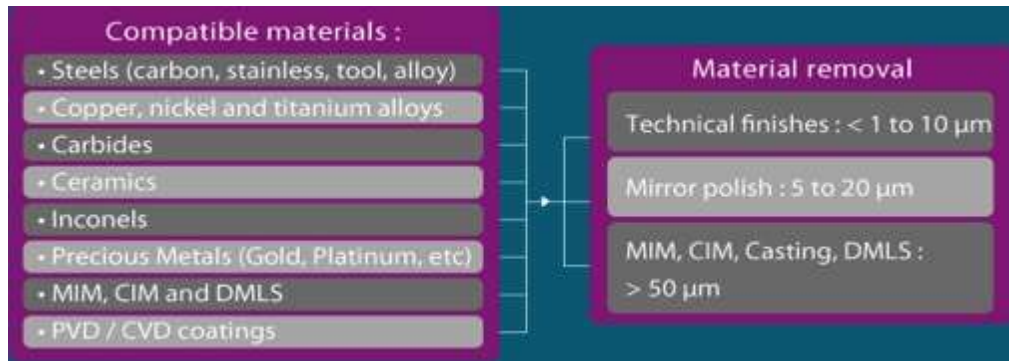 Compatible materials :
• Steels (carbon, stainless, tool, alloy)
• Copper, nickel and titanium alloys
• Carbides
• Ceramics
• Inconels
• Precious Metals (Gold, Platinum, etc)
• MIM, CIM and DMLS
• PVD / CVD coatings
Material removal
Technical finishes : < 1 to 10 µm
Mirror polish : 5 to 20 µm
MIM, CIM, Casting, DMLS :
> 50 µm